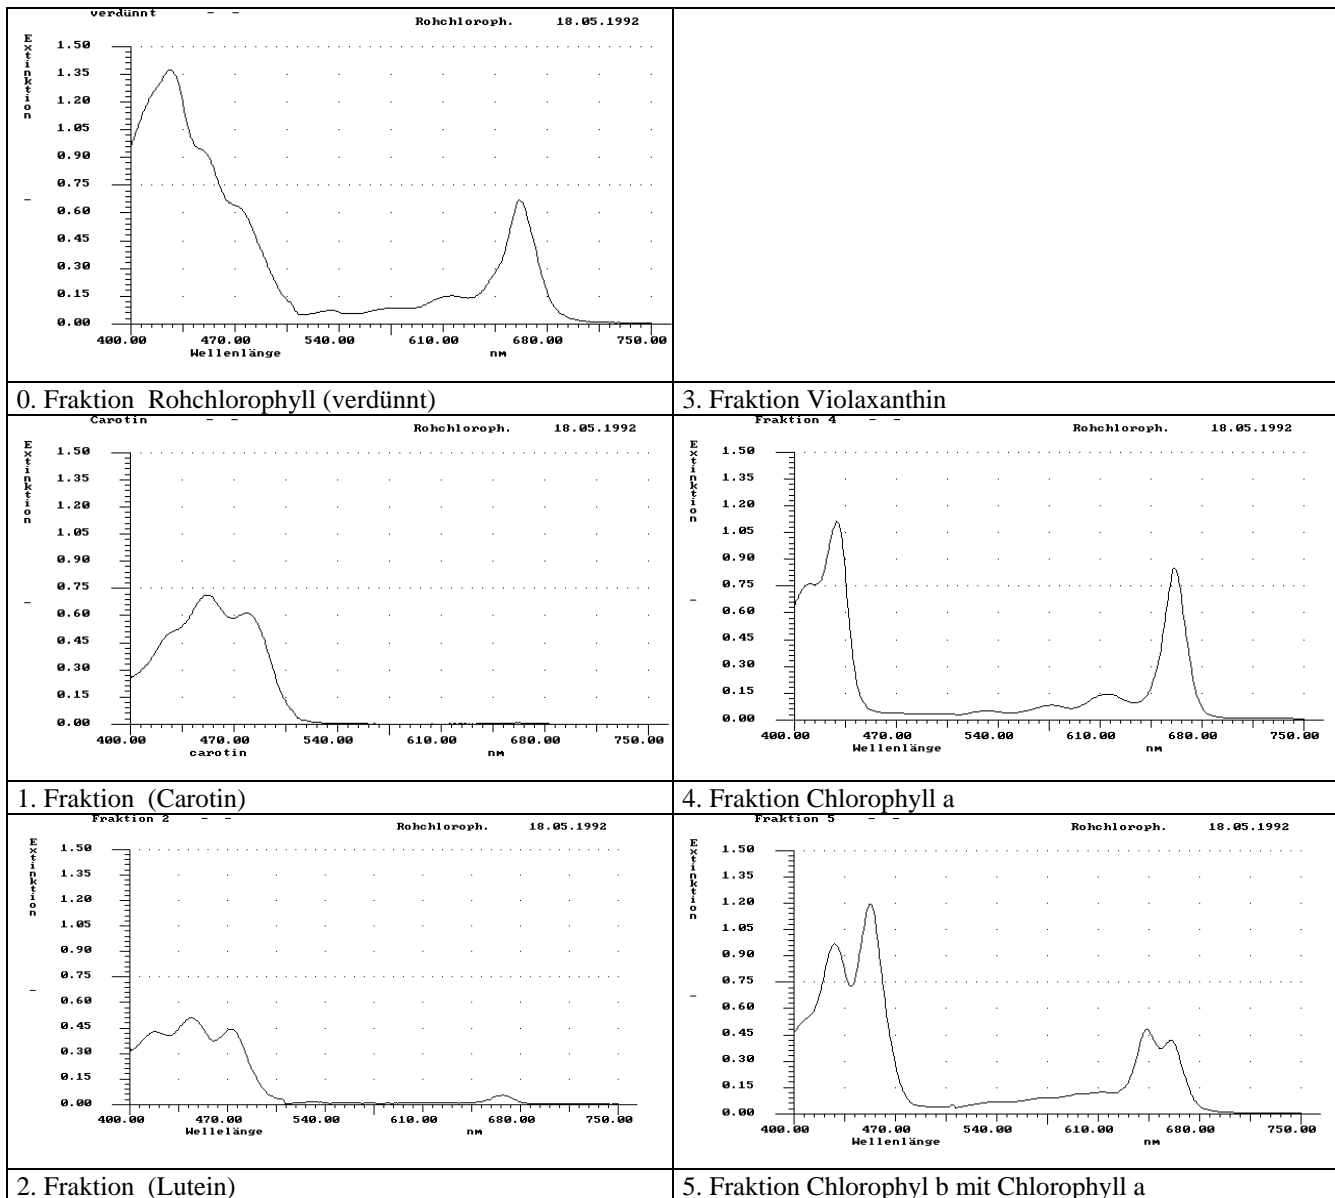 verdünnt - -
Rohchloroph. 18.05.1992
Extinktion -
1.50
1.35
1.20
1.05
0.90
0.75
0.60
0.45
0.30
0.15
0.00
400.00 470.00 540.00 610.00 680.00 750.00
Wellenlänge nm
0. Fraktion Rohchlorophyll (verdünnt)
3. Fraktion Violaxanthin
Carotin - -
Rohchloroph. 18.05.1992
Extinktion -
1.50
1.35
1.20
1.05
0.90
0.75
0.60
0.45
0.30
0.15
0.00
400.00 470.00 540.00 610.00 680.00 750.00
carotin nm
1. Fraktion (Carotin)
Fraktion 4 - -
Rohchloroph. 18.05.1992
Extinktion -
1.50
1.35
1.20
1.05
0.90
0.75
0.60
0.45
0.30
0.15
0.00
400.00 470.00 540.00 610.00 680.00 750.00
Wellenlänge nm
4. Fraktion Chlorophyll a
Fraktion 2 - -
Rohchloroph. 18.05.1992
Extinktion -
1.50
1.35
1.20
1.05
0.90
0.75
0.60
0.45
0.30
0.15
0.00
400.00 470.00 540.00 610.00 680.00 750.00
Wellelänge nm
2. Fraktion (Lutein)
Fraktion 5 - -
Rohchloroph. 18.05.1992
Extinktion -
1.50
1.35
1.20
1.05
0.90
0.75
0.60
0.45
0.30
0.15
0.00
400.00 470.00 540.00 610.00 680.00 750.00
Wellenlänge nm
5. Fraktion Chlorophyl b mit Chlorophyll a